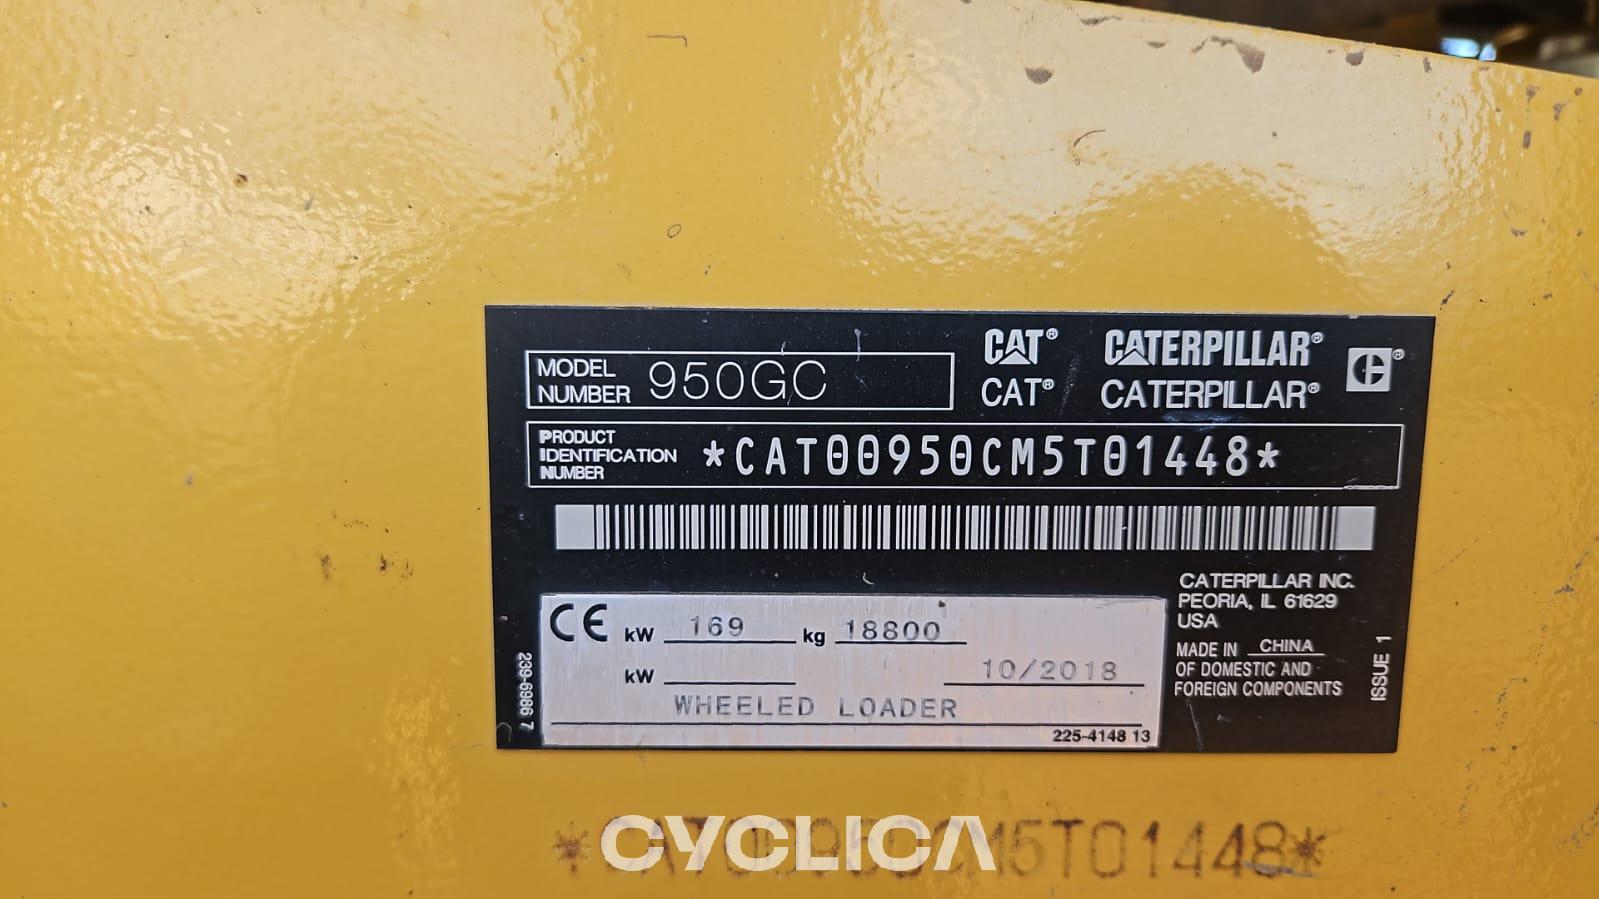 MODEL NUMBER 950GC
CAT® CATERPILLAR®
CAT® CATERPILLAR®
PRODUCT IDENTIFICATION NUMBER *CAT00950CM5T01448*
CATERPILLAR INC.
PEORIA, IL 61629
USA
MADE IN CHINA
OF DOMESTIC AND
FOREIGN COMPONENTS
ISSUE 1
CE kW 169 kg 18800
kW 10/2018
WHEELED LOADER
225-4148 13
239-6986 7
CYCLICA
M5T01448*